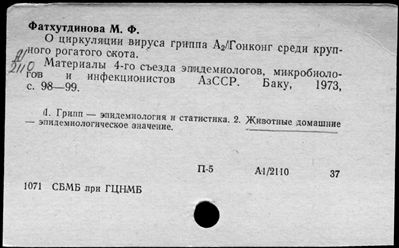 Фатхутдинова М. Ф.
О циркуляции вируса гриппа А₂/Гонконг среди круп-
ного рогатого скота.
Материалы 4-го съезда эпидемиологов, микробиоло-
гов и инфекционистов АзССР. Баку, 1973,
с. 98—99.
1. Грипп — эпидемиология и статистика. 2. Животные домашние
— эпидемиологическое значение.
П-5 А-1/2110 37
1071 СБМБ при ГЦНМБ